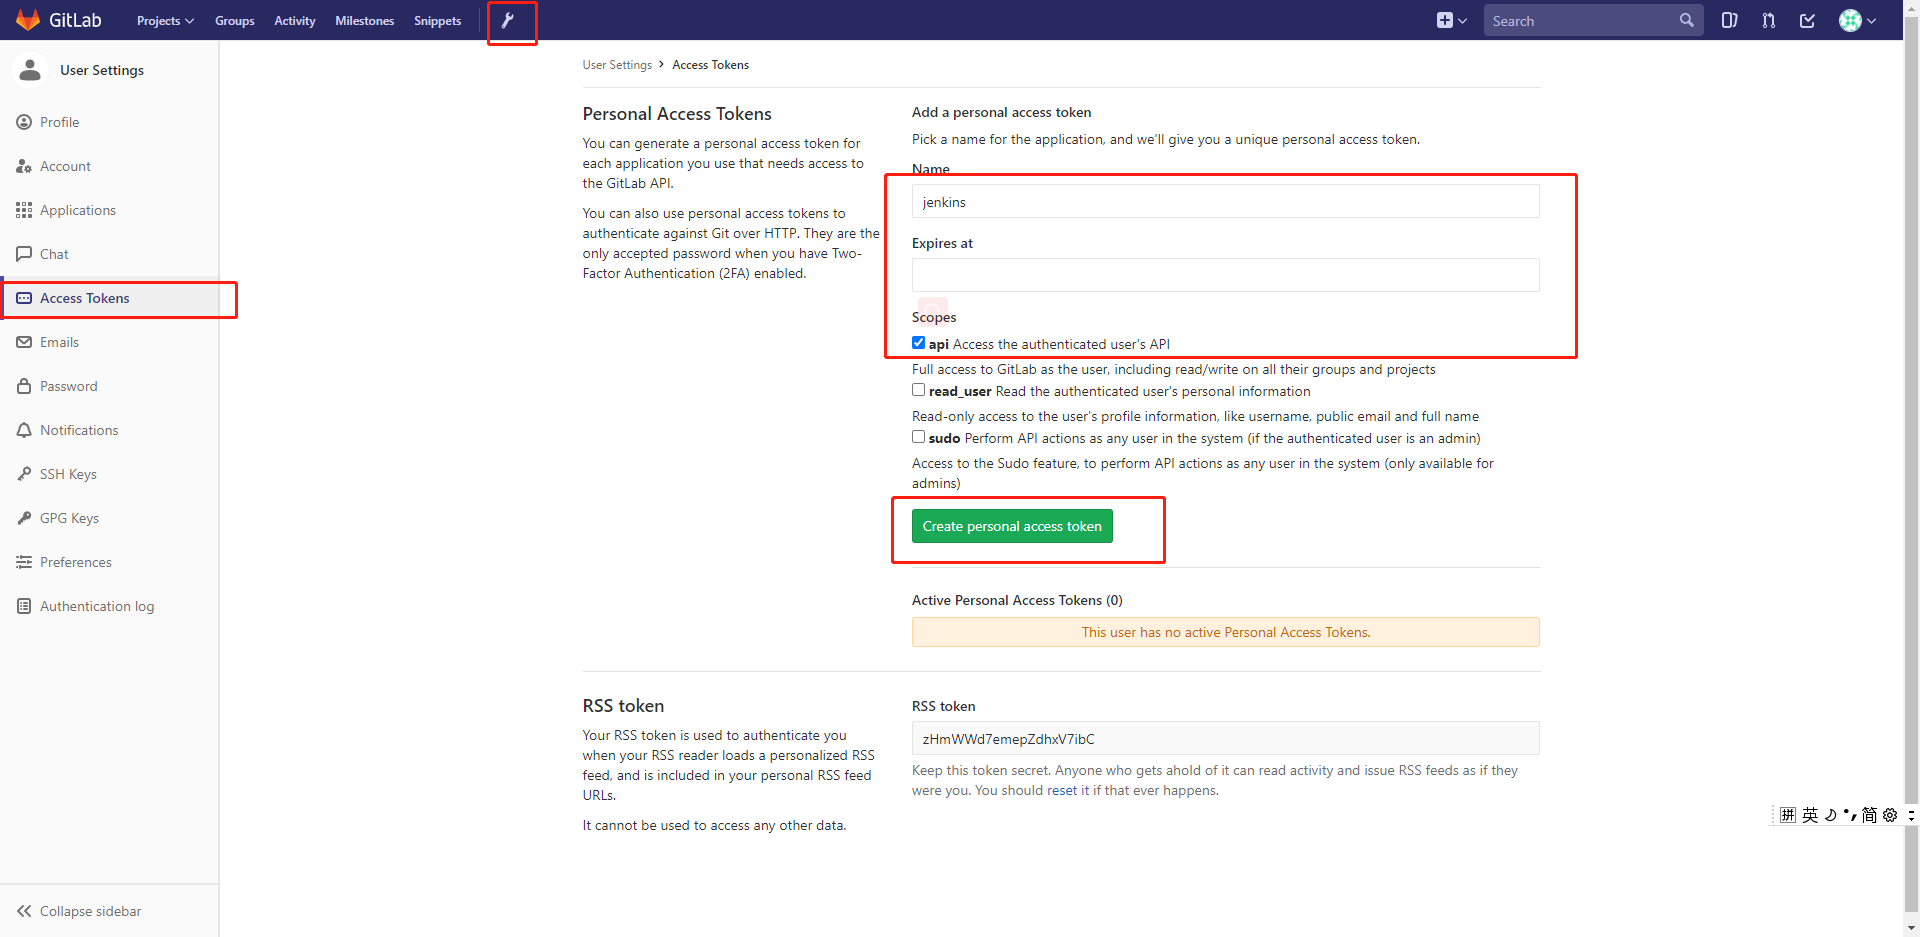 GitLab Projects Groups Activity Milestones Snippets Search
User Settings
Profile
Account
Applications
Chat
Access Tokens
Emails
Password
Notifications
SSH Keys
GPG Keys
Preferences
Authentication log
Collapse sidebar
User Settings > Access Tokens
Personal Access Tokens
You can generate a personal access token for
each application you use that needs access to
the GitLab API.
You can also use personal access tokens to
authenticate against Git over HTTP. They are the
only accepted password when you have Two-
Factor Authentication (2FA) enabled.
Add a personal access token
Pick a name for the application, and we'll give you a unique personal access token.
Name
jenkins
Expires at
Scopes
api Access the authenticated user's API
Full access to GitLab as the user, including read/write on all their groups and projects
read_user Read the authenticated user's personal information
Read-only access to the user's profile information, like username, public email and full name
sudo Perform API actions as any user in the system (if the authenticated user is an admin)
Access to the Sudo feature, to perform API actions as any user in the system (only available for
admins)
Create personal access token
Active Personal Access Tokens (0)
This user has no active Personal Access Tokens.
RSS token
Your RSS token is used to authenticate you
when your RSS reader loads a personalized RSS
feed, and is included in your personal RSS feed
URLs.
It cannot be used to access any other data.
RSS token
zHmWWd7emepZdhxV7ibC
Keep this token secret. Anyone who gets ahold of it can read activity and issue RSS feeds as if they
were you. You should reset it if that ever happens.
拼 英 简